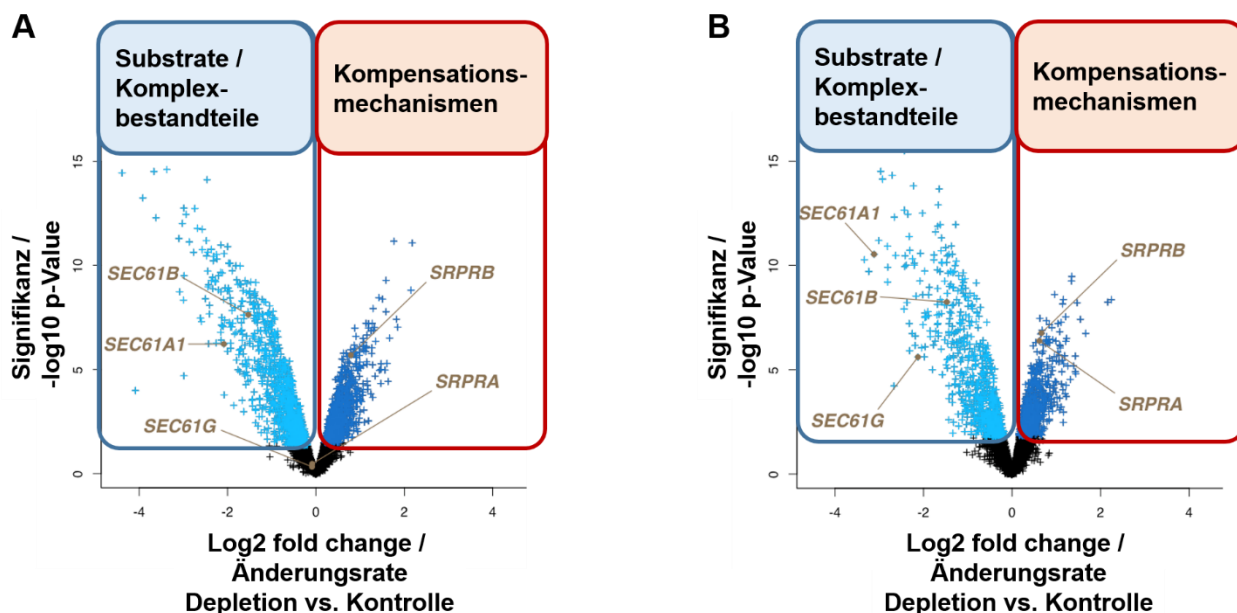 A
Substrate /
Komplex-
bestandteile
Kompensations-
mechanismen
Signifikanz /
-log10 p-Value
15
10
5
0
SEC61B
SEC61A1
SEC61G
SRPRB
SRPRA
-4
-2
0
2
4
Log2 fold change /
Änderungsrate
Depletion vs. Kontrolle
B
Substrate /
Komplex-
bestandteile
Kompensations-
mechanismen
Signifikanz /
-log10 p-Value
15
10
5
0
SEC61A1
SEC61B
SEC61G
SRPRB
SRPRA
-4
-2
0
2
4
Log2 fold change /
Änderungsrate
Depletion vs. Kontrolle